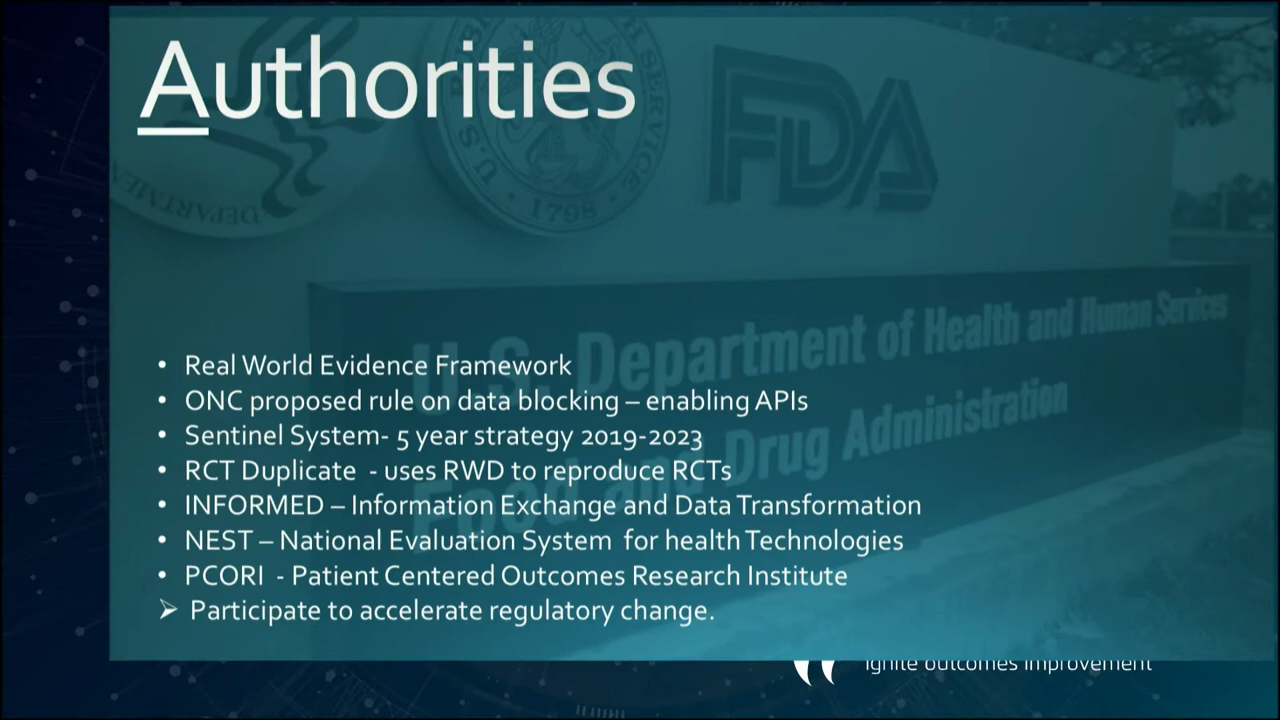 Authorities
DEPARTMENT
U.S.
H SERVICE
1798
FDA
U.S. Department of Health and Human Services
Food and Drug Administration
• Real World Evidence Framework
• ONC proposed rule on data blocking – enabling APIs
• Sentinel System- 5 year strategy 2019-2023
• RCT Duplicate - uses RWD to reproduce RCTs
• INFORMED – Information Exchange and Data Transformation
• NEST – National Evaluation System for health Technologies
• PCORI - Patient Centered Outcomes Research Institute
➢ Participate to accelerate regulatory change.
ignite outcomes improvement